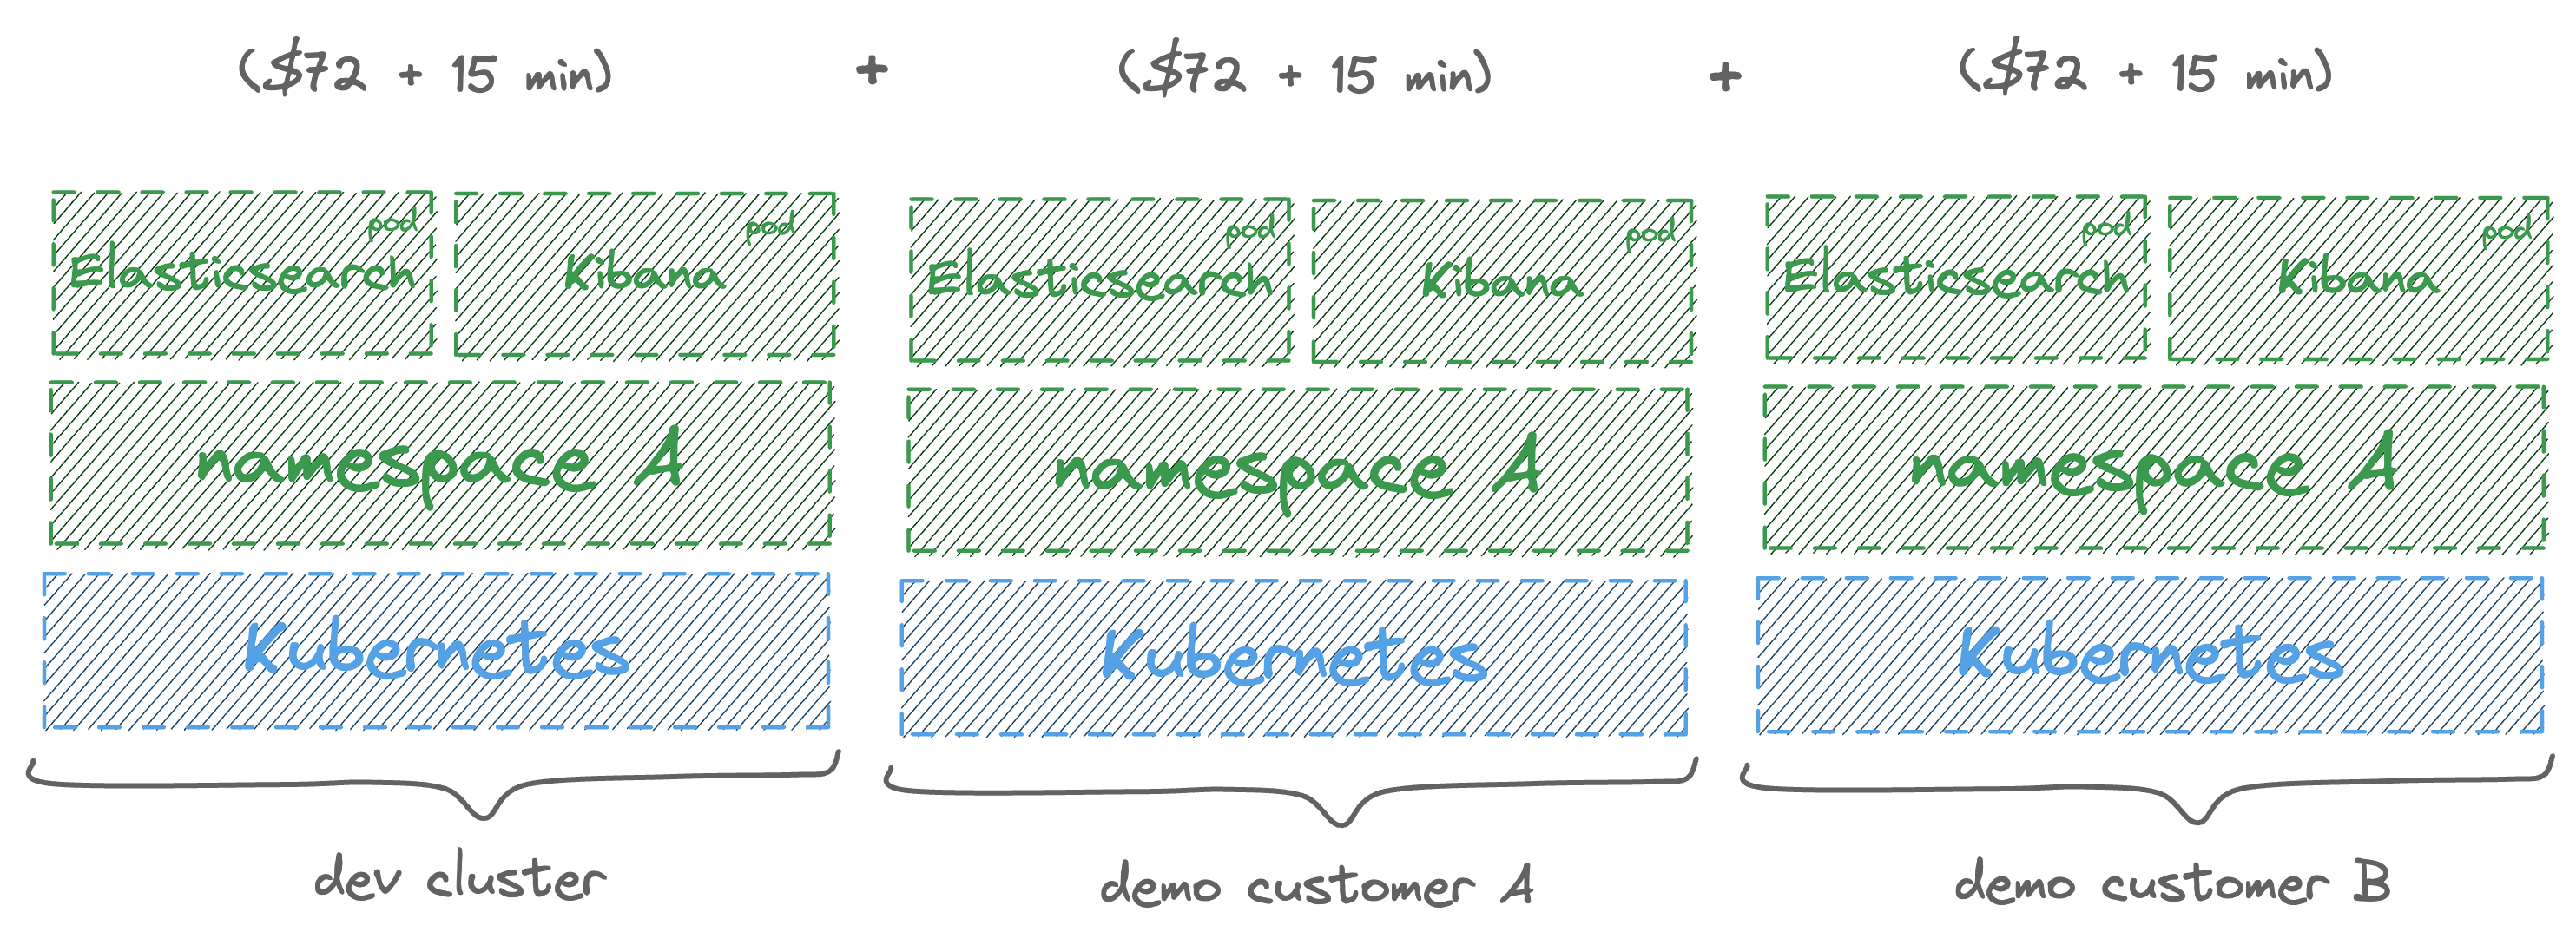 ($72 + 15 min) + ($72 + 15 min) + ($72 + 15 min)
pod pod pod pod pod pod
Elasticsearch Kibana Elasticsearch Kibana Elasticsearch Kibana
namespace A namespace A namespace A
Kubernetes Kubernetes Kubernetes
dev cluster demo customer A demo customer B